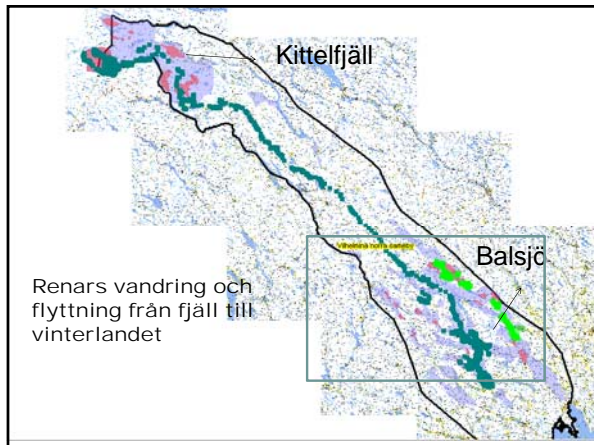 Kittelfjäll
Vilhelmina norra sameby
Balsjö
Renars vandring och
flyttning från fjäll till
vinterlandet